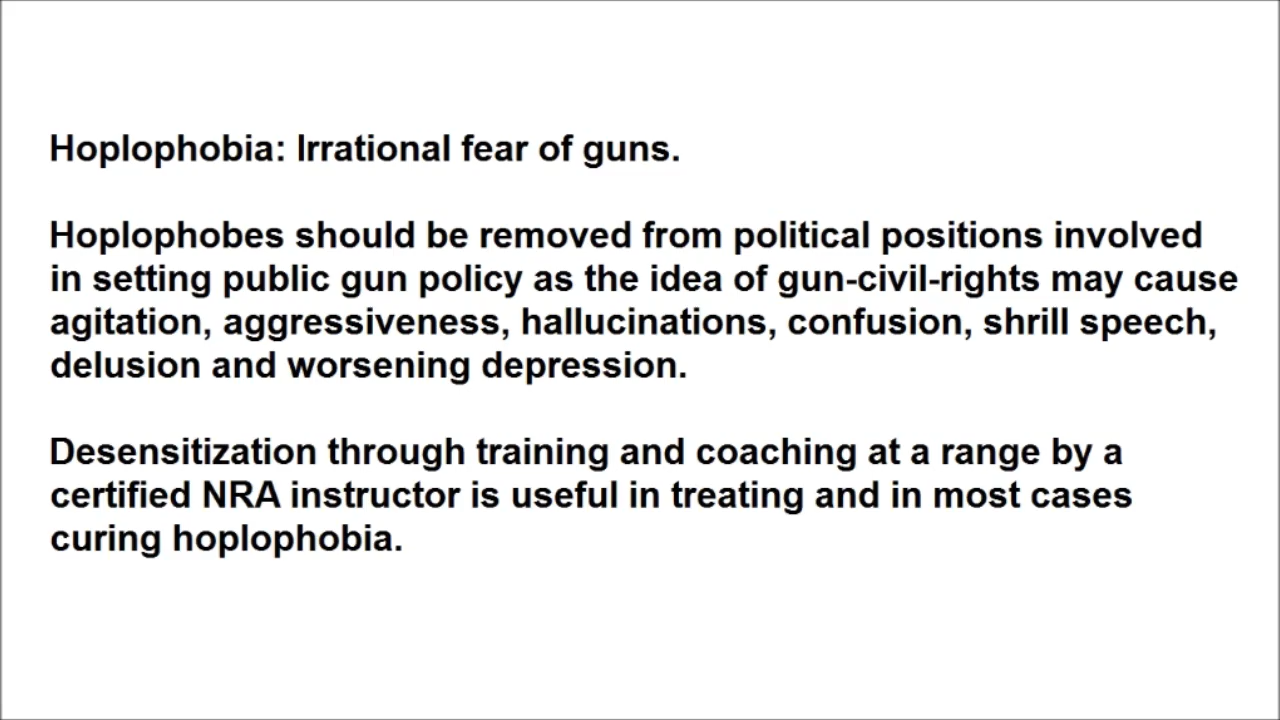 Hoplophobia: Irrational fear of guns.
Hoplophobes should be removed from political positions involved
in setting public gun policy as the idea of gun-civil-rights may cause
agitation, aggressiveness, hallucinations, confusion, shrill speech,
delusion and worsening depression.
Desensitization through training and coaching at a range by a
certified NRA instructor is useful in treating and in most cases
curing hoplophobia.